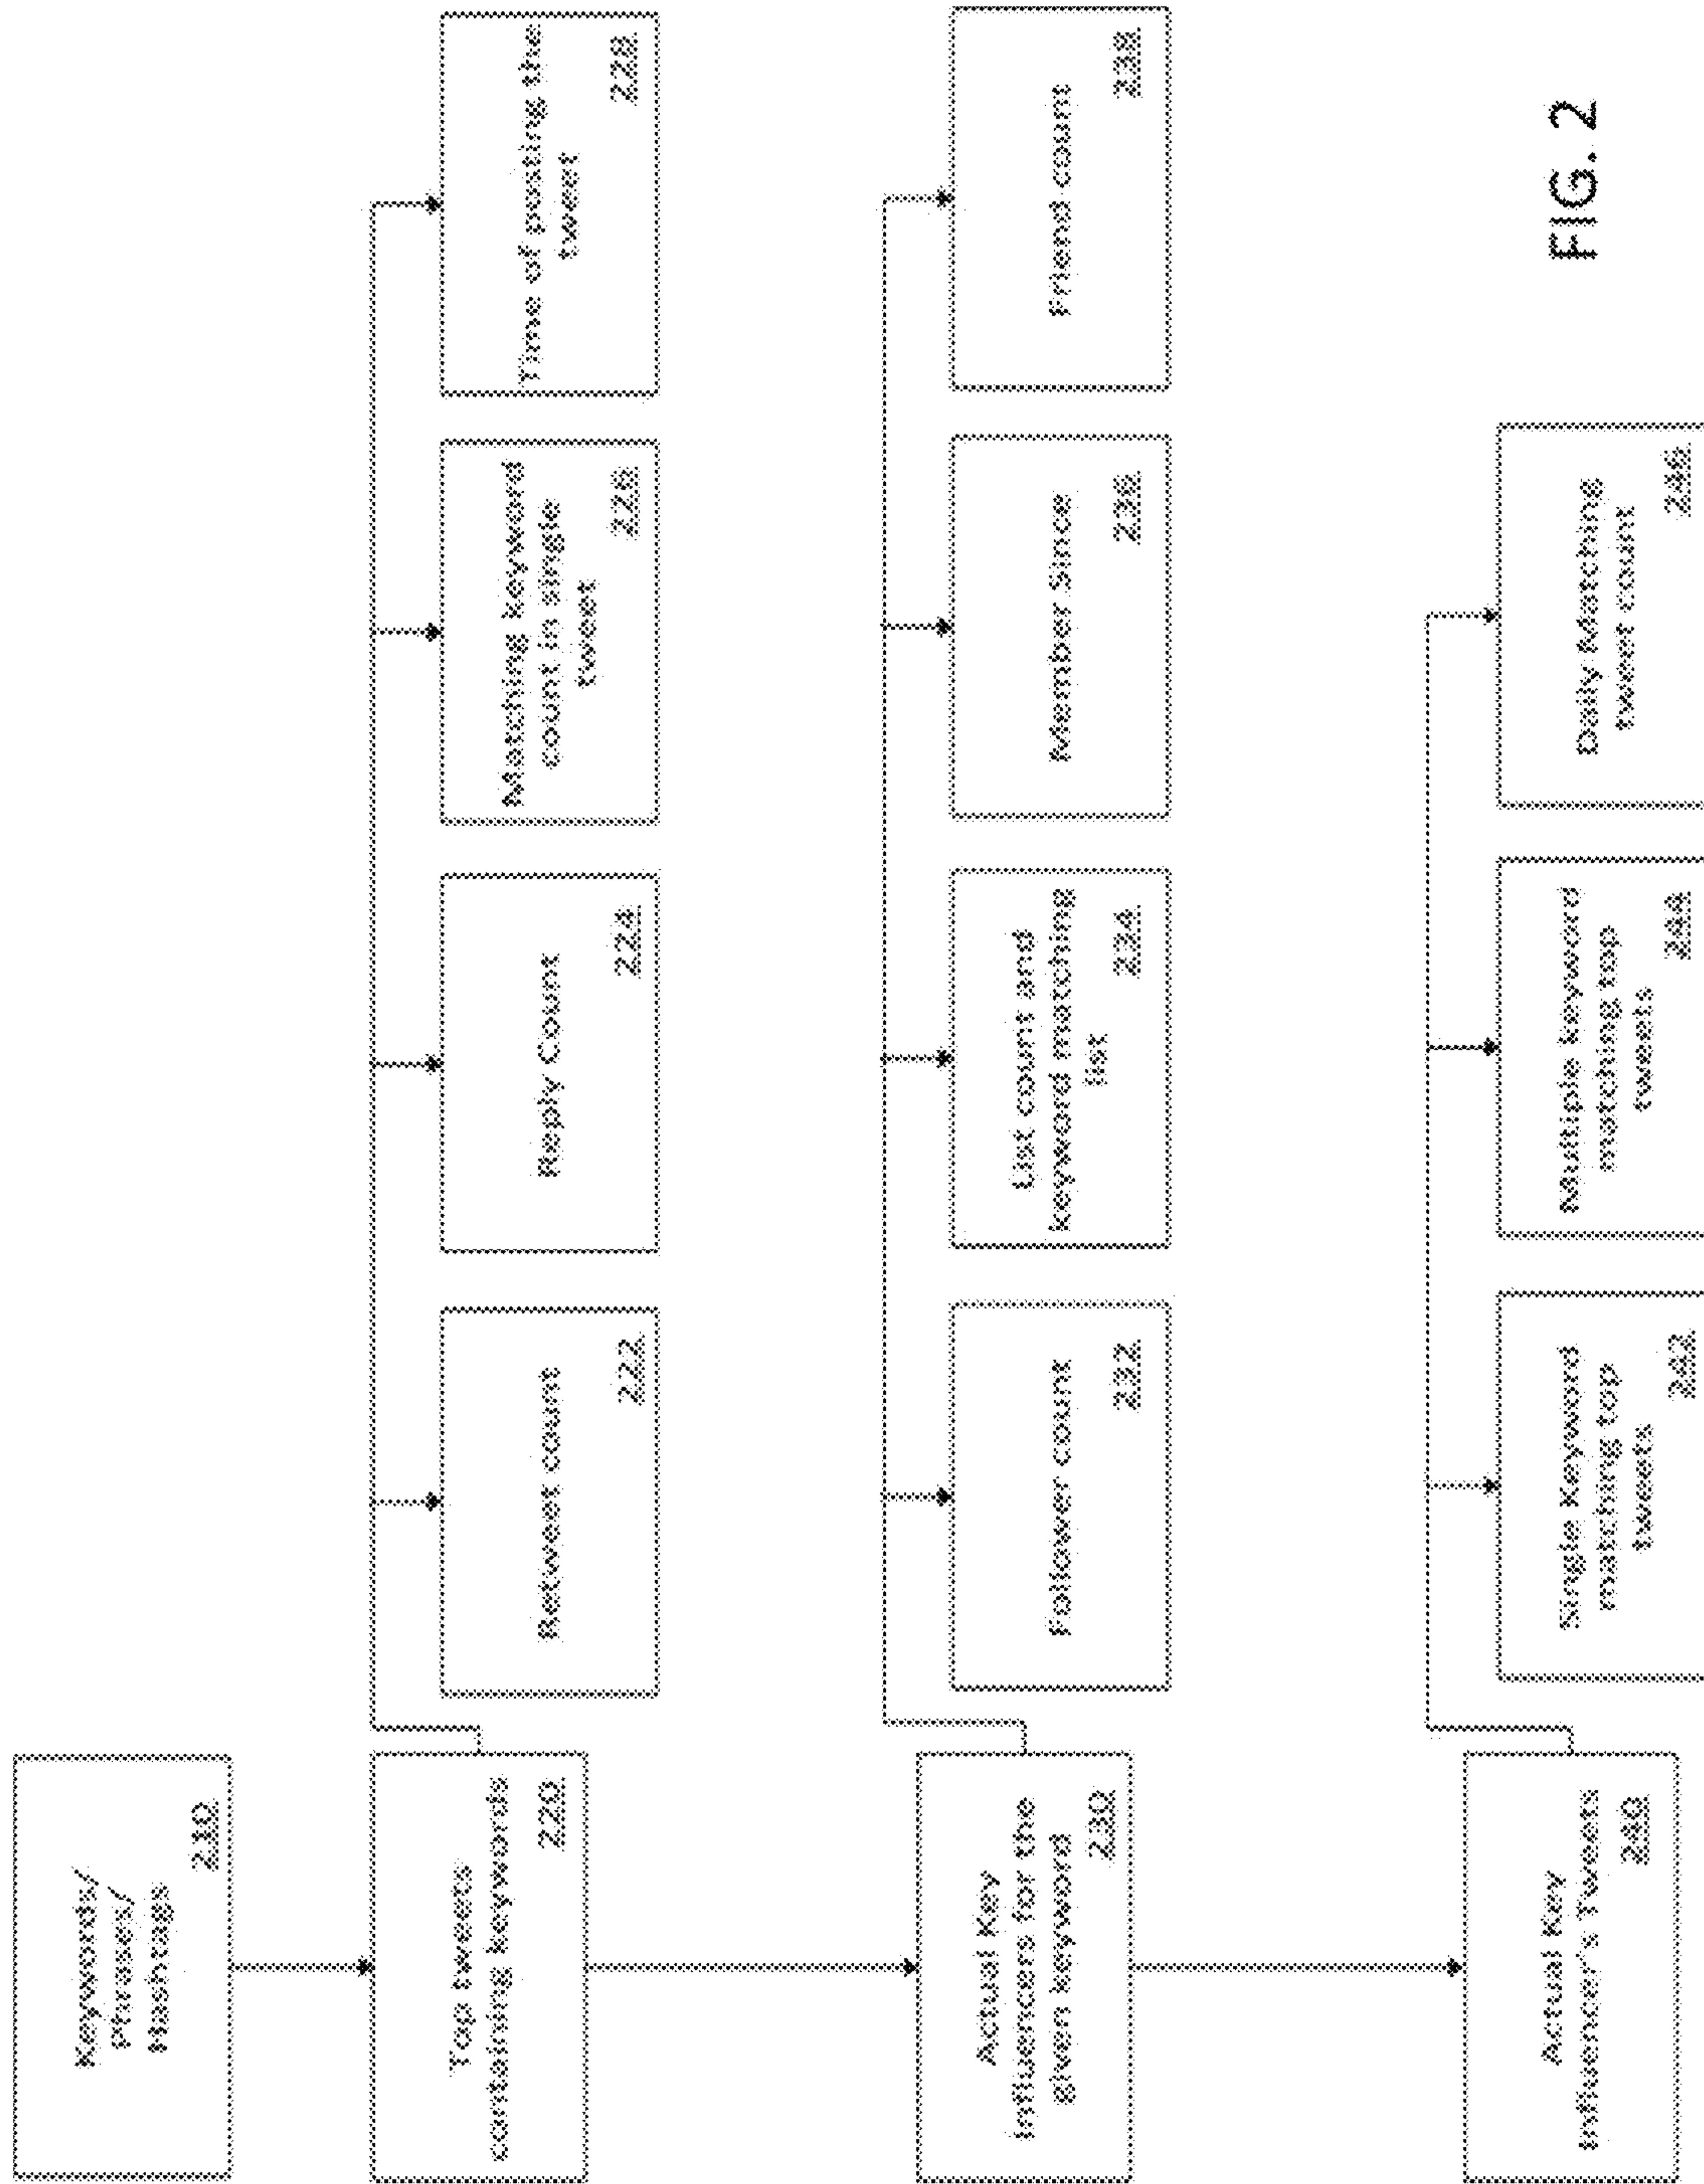 Keywords/
Phrases/
Hashtags
210
Top tweets
containing keywords
220
Retweet count
222
Reply Count
224
Matching keyword
count in single
tweet
226
Time of posting the
tweet
228
Actual Key
Influencers for the
given keyword
230
Follower count
232
List count and
keyword matching
list
234
Member Since
236
Friend count
238
Actual Key
Influencer's Tweets
240
Single Keyword
matching top
tweets
242
Multiple keyword
matching top
tweets
244
Daily Matching
tweet count
246
FIG. 2